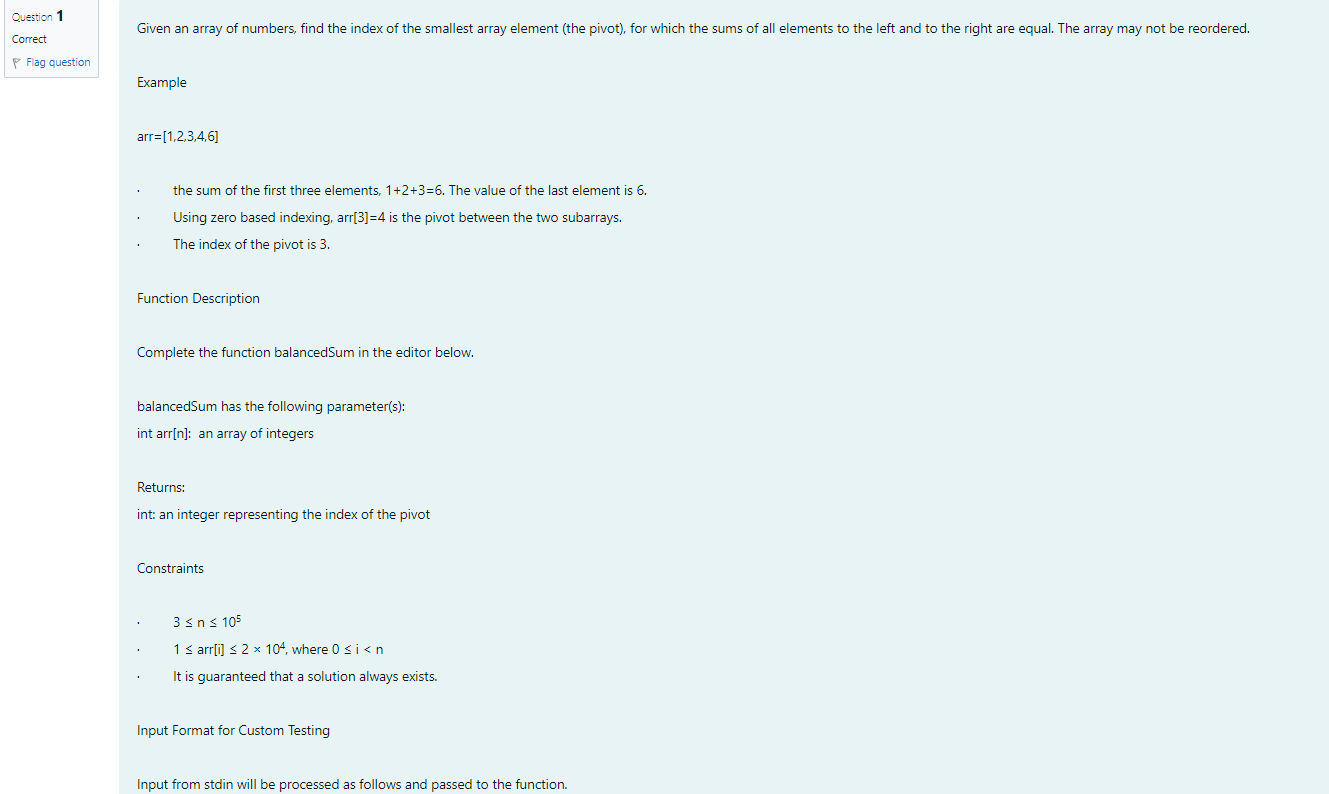 Question 1
Correct
Flag question
Given an array of numbers, find the index of the smallest array element (the pivot), for which the sums of all elements to the left and to the right are equal. The array may not be reordered.
Example
arr=[1,2,3,4,6]
· the sum of the first three elements, 1+2+3=6. The value of the last element is 6.
· Using zero based indexing, arr[3]=4 is the pivot between the two subarrays.
· The index of the pivot is 3.
Function Description
Complete the function balancedSum in the editor below.
balancedSum has the following parameter(s):
int arr[n]: an array of integers
Returns:
int: an integer representing the index of the pivot
Constraints
· 3 ≤ n ≤ 10⁵
· 1 ≤ arr[i] ≤ 2 × 10⁴, where 0 ≤ i < n
· It is guaranteed that a solution always exists.
Input Format for Custom Testing
Input from stdin will be processed as follows and passed to the function.